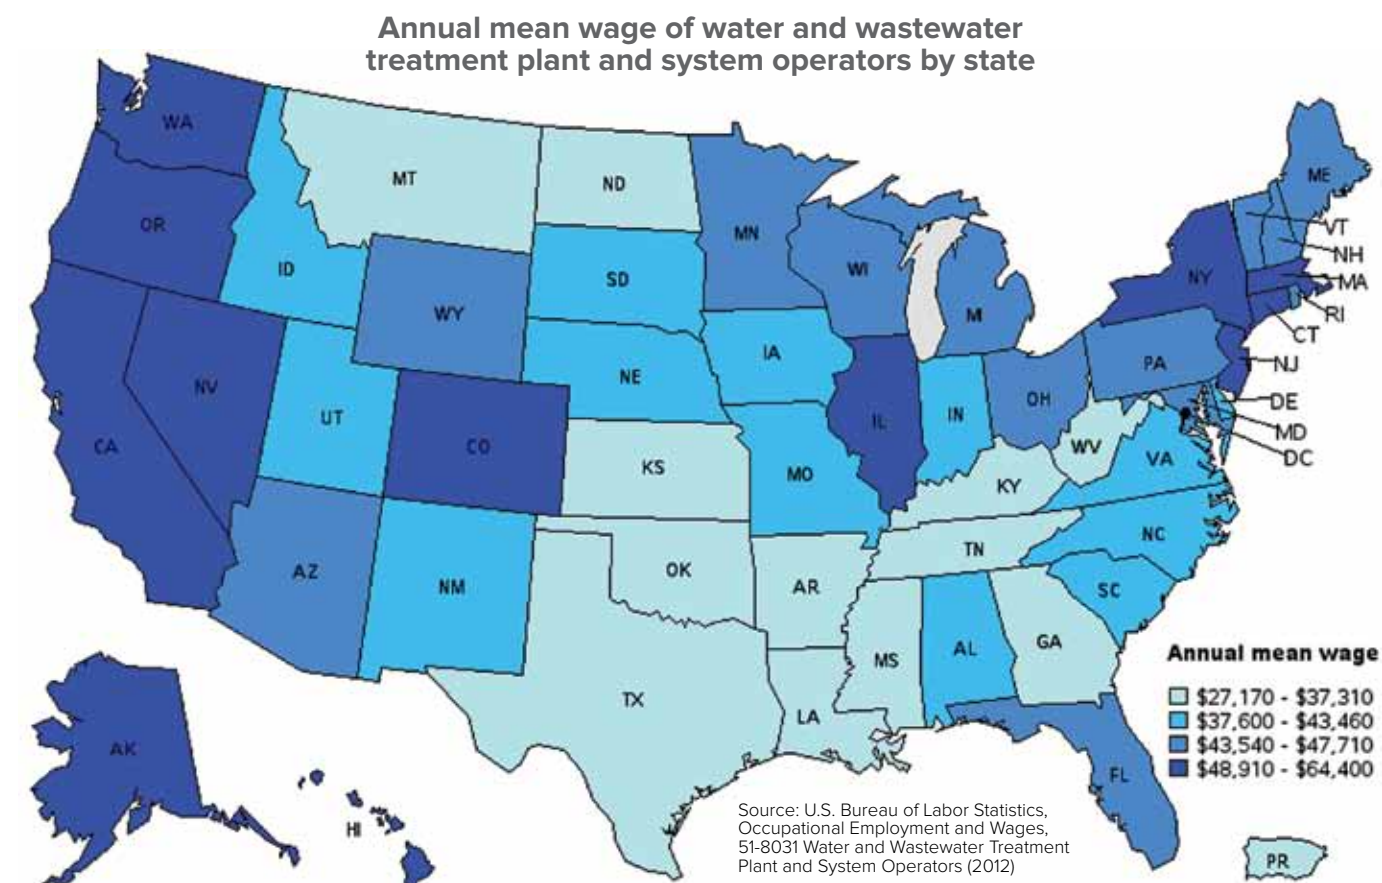 Annual mean wage of water and wastewater
treatment plant and system operators by state
WA
MT
ND
ME
OR
MN
VT
ID
SD
WI
NH
WY
NY
MA
MI
RI
CT
IA
NJ
NV
NE
PA
UT
OH
DE
CA
CO
IL
IN
MD
KS
MO
WV
VA
DC
KY
AZ
NM
OK
AR
TN
NC
SC
MS
AL
GA
TX
LA
Annual mean wage
$27,170 - $37,310
$37,600 - $43,460
$43,540 - $47,710
$48,910 - $64,400
AK
FL
HI
Source: U.S. Bureau of Labor Statistics,
Occupational Employment and Wages,
51-8031 Water and Wastewater Treatment
Plant and System Operators (2012)
PR